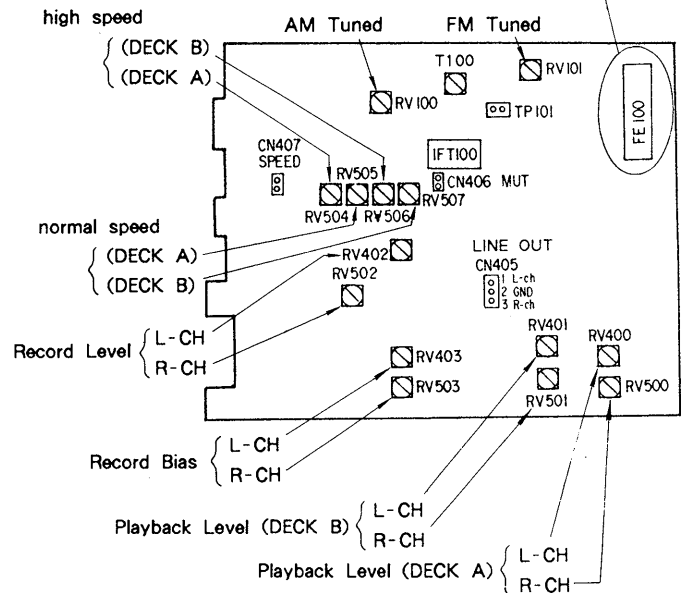 high speed
(DECK B)
(DECK A)
AM Tuned
FM Tuned
T100
RV101
RV100
TP101
FE100
CN407
SPEED
IFT100
RV505
CN406 MUT
RV504
RV506
RV507
normal speed
(DECK A)
(DECK B)
RV402
RV502
LINE OUT
CN405
1 L-ch
2 GND
3 R-ch
Record Level
L-CH
R-CH
RV401
RV400
RV403
RV503
RV501
RV500
Record Bias
L-CH
R-CH
Playback Level (DECK B)
L-CH
R-CH
Playback Level (DECK A)
L-CH
R-CH